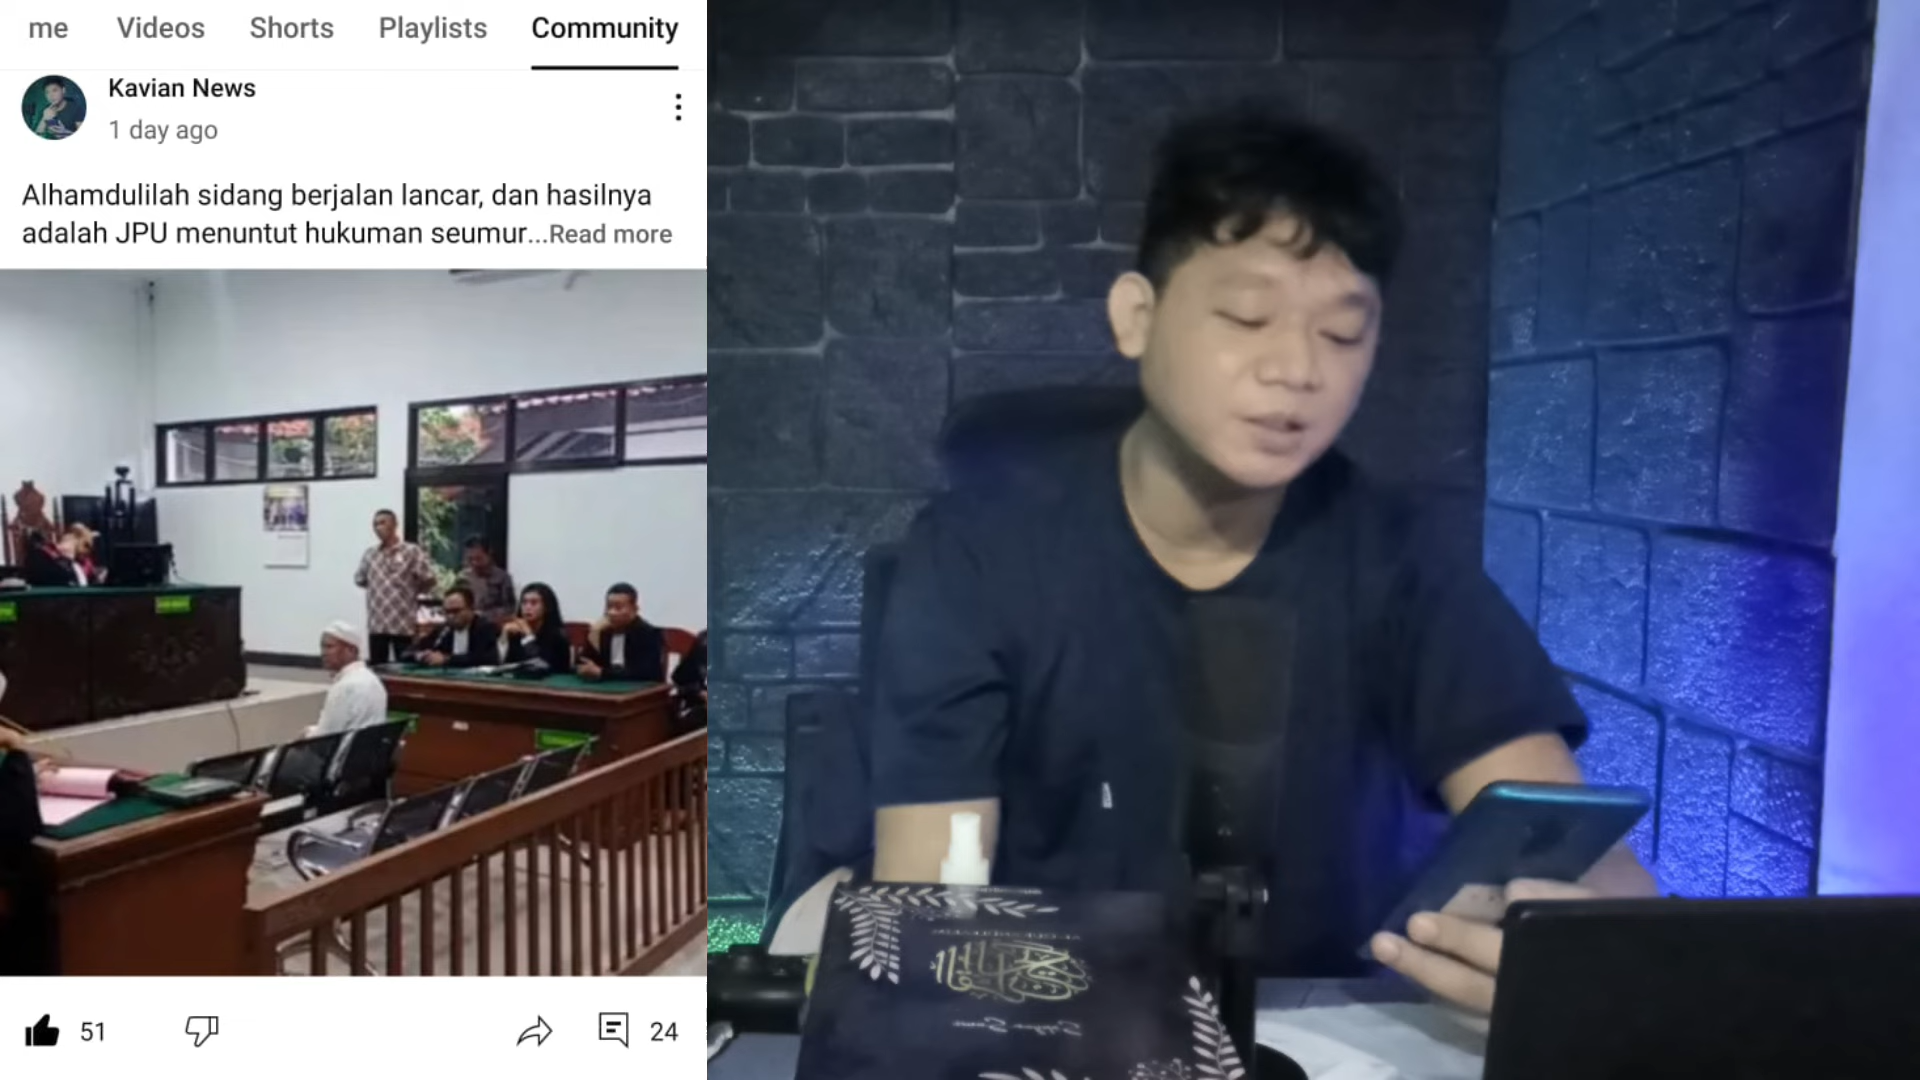 me Videos Shorts Playlists Community
Kavian News
1 day ago
Alhamdulilah sidang berjalan lancar, dan hasilnya
adalah JPU menuntut hukuman seumur...Read more
51
24